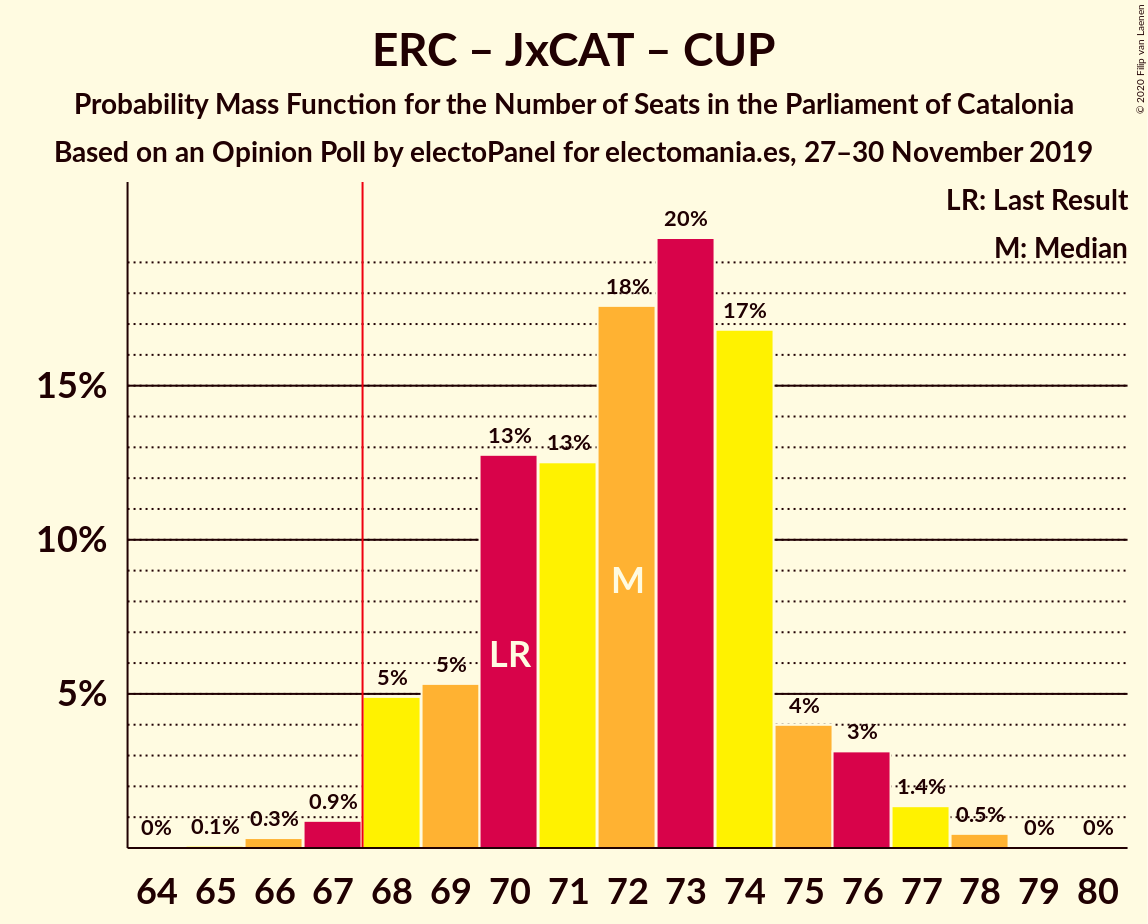 ERC – JxCAT – CUP
Probability Mass Function for the Number of Seats in the Parliament of Catalonia
Based on an Opinion Poll by electoPanel for electomania.es, 27–30 November 2019
© 2020 Filip van Laenen
LR: Last Result
M: Median
15%
10%
5%
0%
0.1%
0.3%
0.9%
5%
5%
13%
13%
18%
20%
17%
4%
3%
1.4%
0.5%
0%
0%
LR
M
64 65 66 67 68 69 70 71 72 73 74 75 76 77 78 79 80